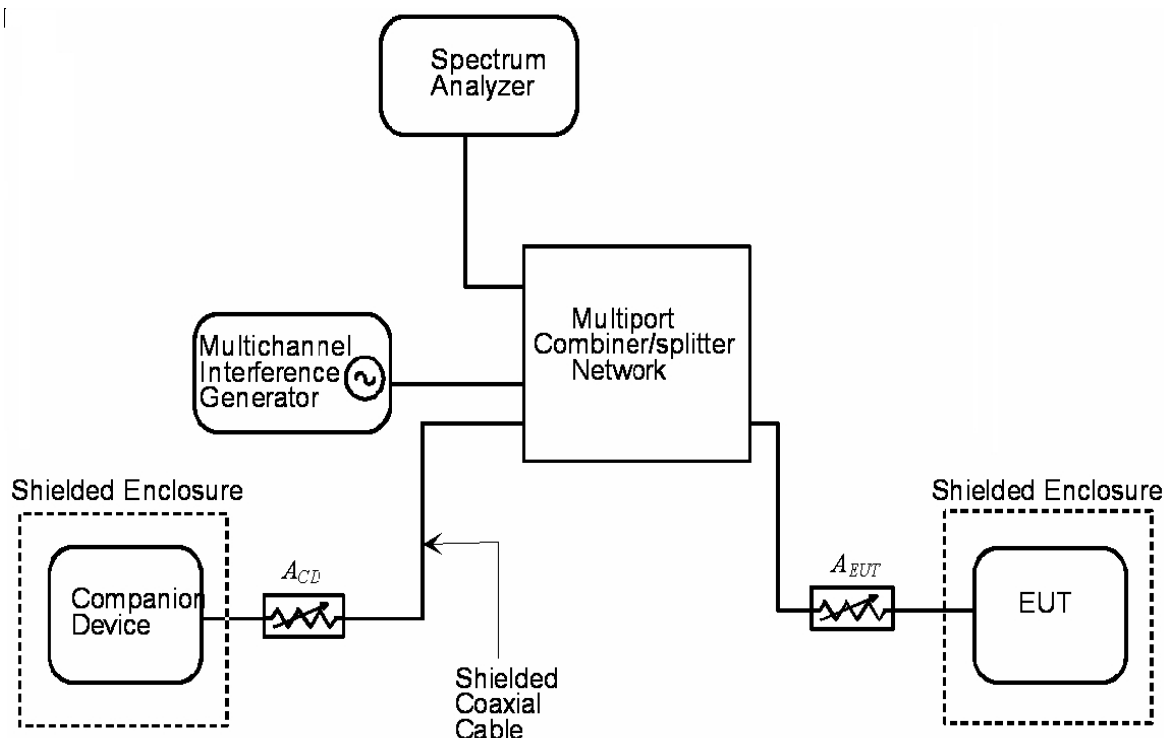 Spectrum
Analyzer
Multiport
Combiner/splitter
Network
Multichannel
Interference
Generator
Shielded Enclosure
Shielded Enclosure
A_CD
A_EUT
Companion
Device
EUT
Shielded
Coaxial
Cable